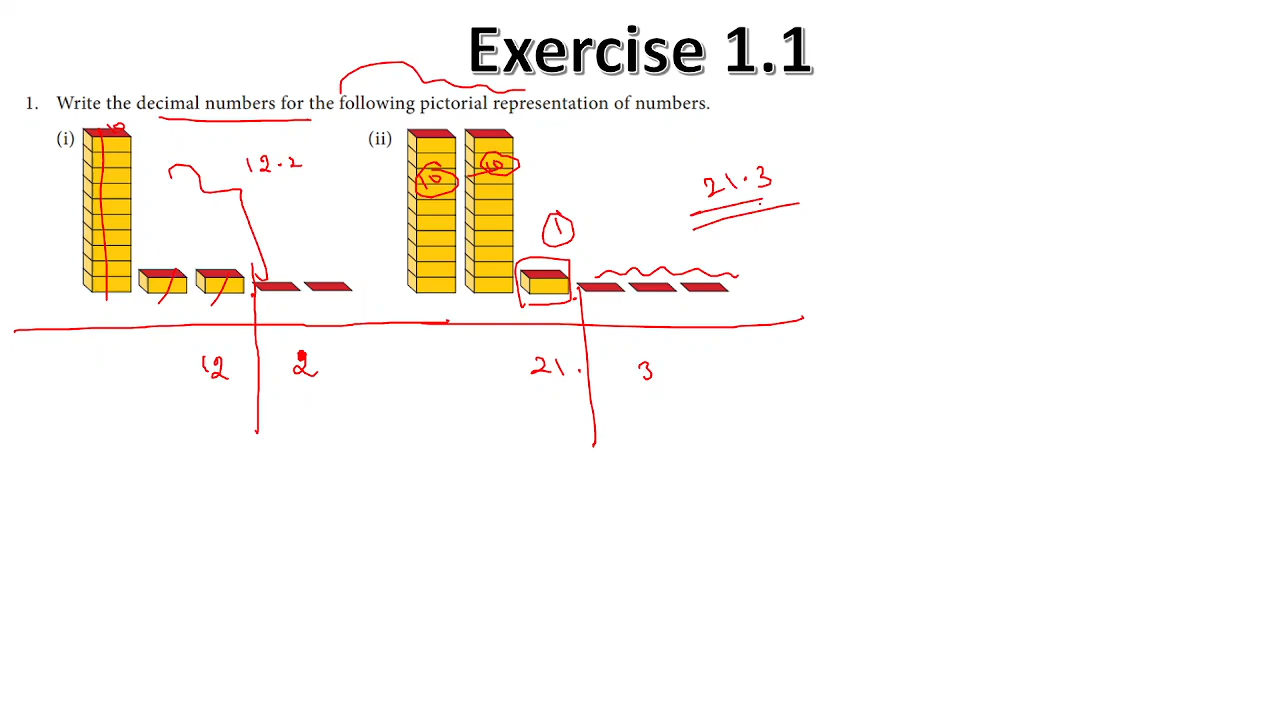 Exercise 1.1
1. Write the decimal numbers for the following pictorial representation of numbers.
(i) 10 12.2 (ii) 10 10 21.3
1
12 2 21. 3